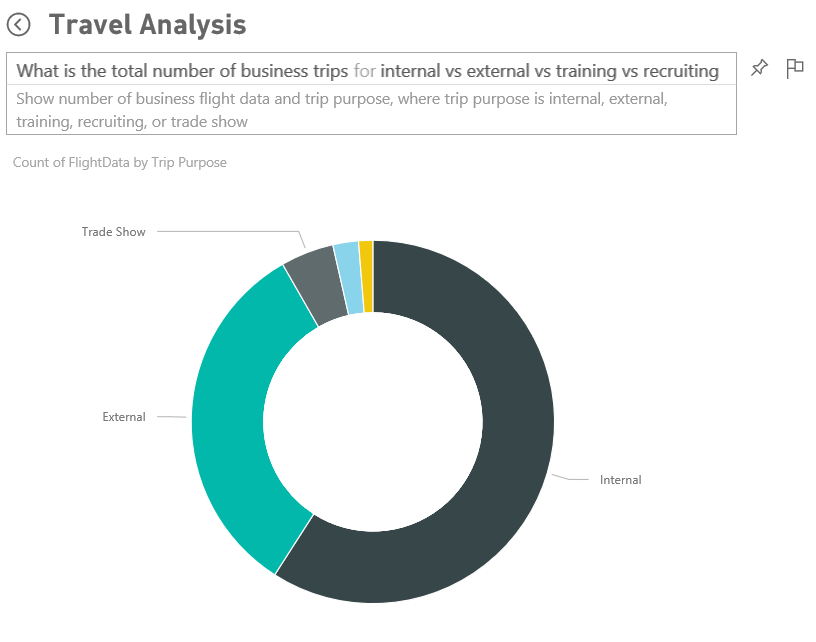 Travel Analysis
What is the total number of business trips for internal vs external vs training vs recruiting
Show number of business flight data and trip purpose, where trip purpose is internal, external,
training, recruiting, or trade show
Count of FlightData by Trip Purpose
Trade Show
External
Internal